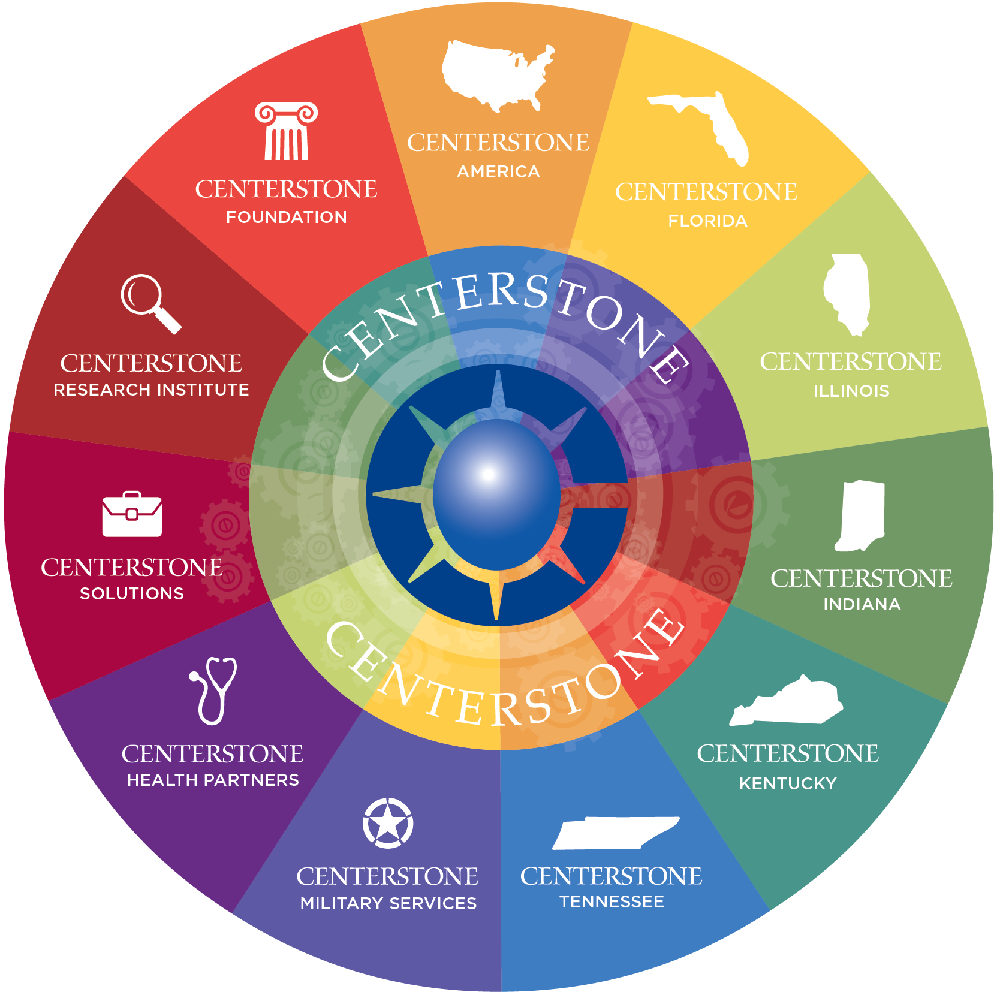 CENTERSTONE
AMERICA
CENTERSTONE
FLORIDA
CENTERSTONE
ILLINOIS
CENTERSTONE
INDIANA
CENTERSTONE
KENTUCKY
CENTERSTONE
TENNESSEE
CENTERSTONE
MILITARY SERVICES
CENTERSTONE
HEALTH PARTNERS
CENTERSTONE
SOLUTIONS
CENTERSTONE
RESEARCH INSTITUTE
CENTERSTONE
FOUNDATION
CENTERSTONE
CENTERSTONE